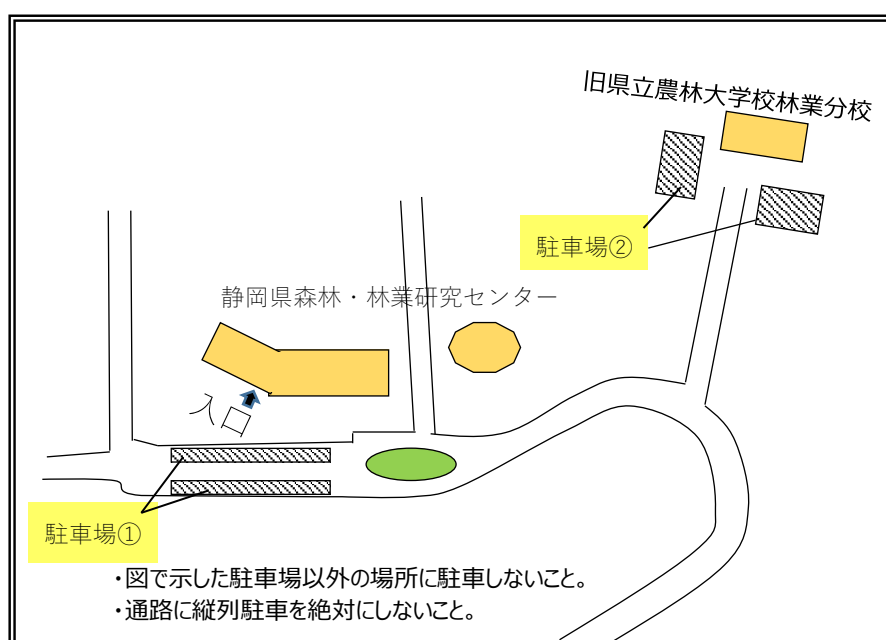 旧県立農林大学校林業分校
駐車場②
静岡県森林・林業研究センター
入口
駐車場①
・図で示した駐車場以外の場所に駐車しないこと。
・通路に縦列駐車を絶対にしないこと。